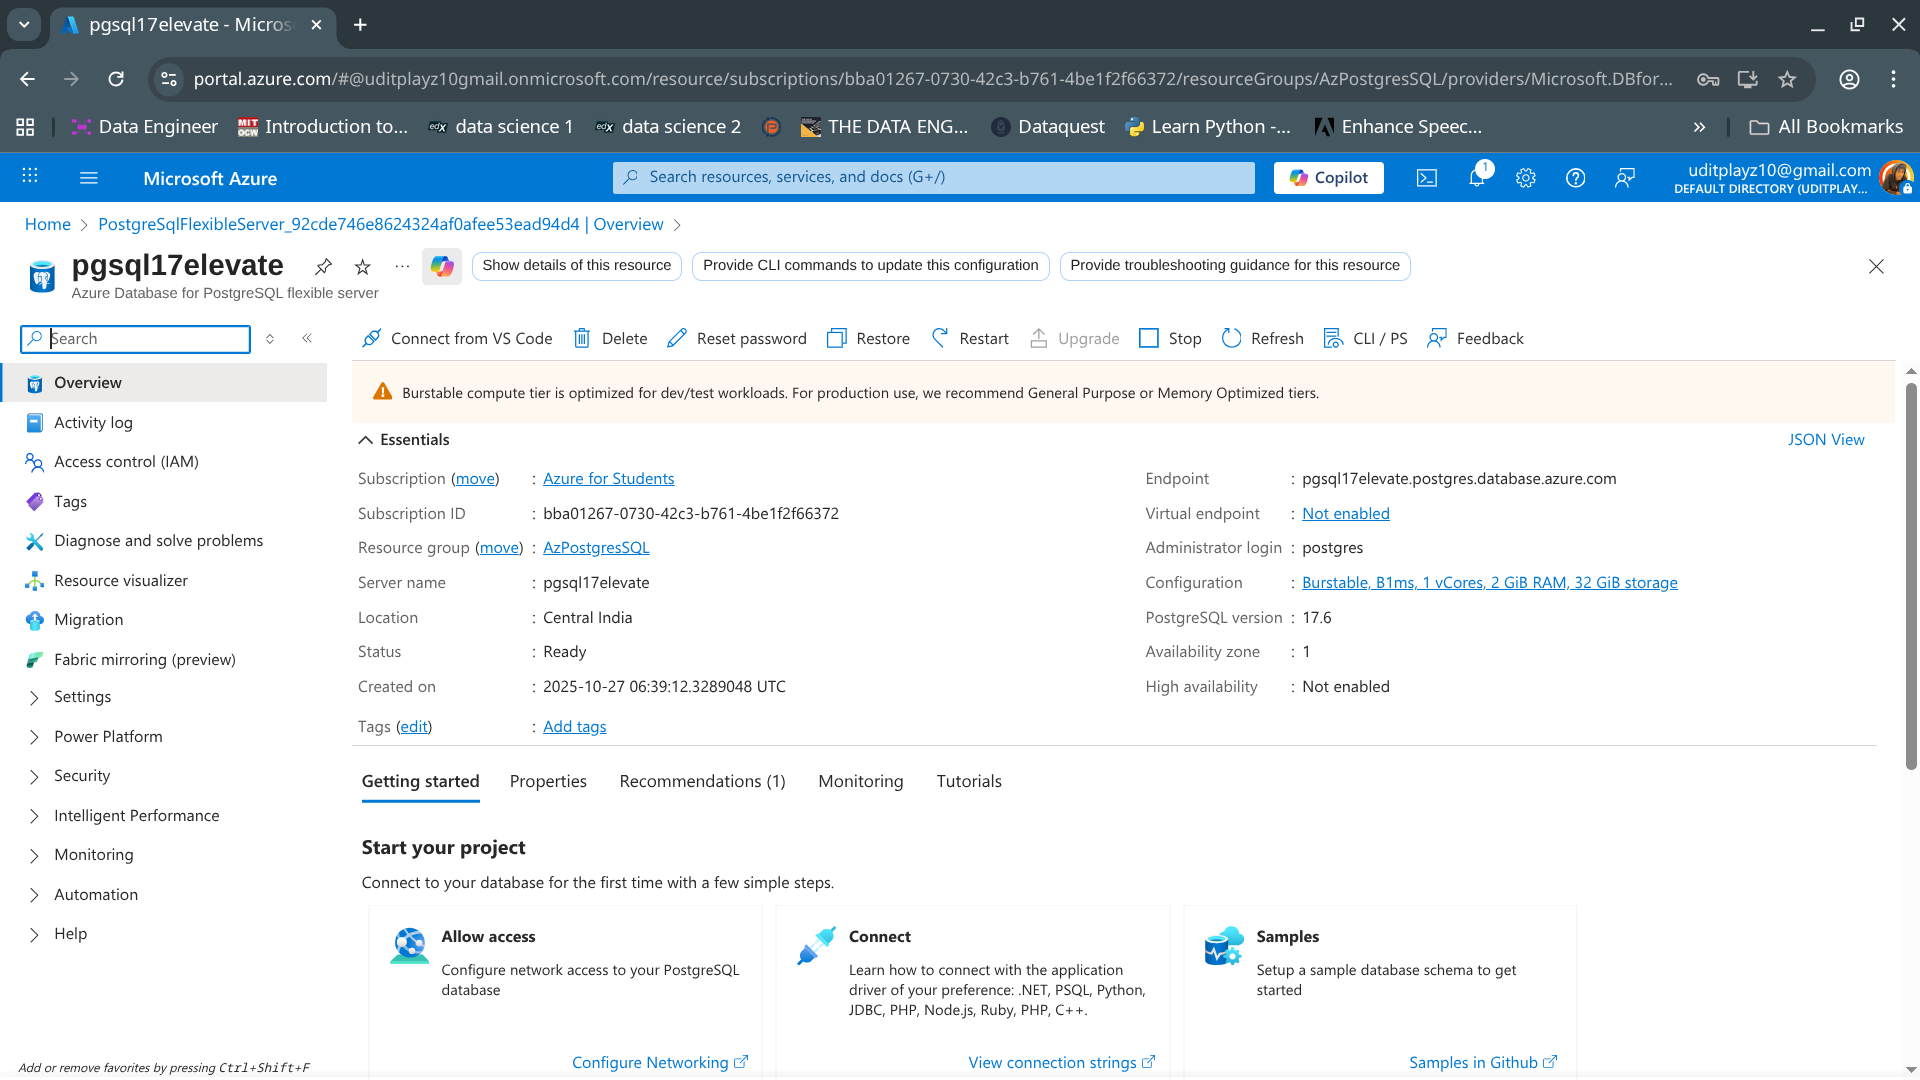 pgsql17elevate - Micros
portal.azure.com/#@uditplayz10gmail.onmicrosoft.com/resource/subscriptions/bba01267-0730-42c3-b761-4be1f2f66372/resourceGroups/AzPostgresSQL/providers/Microsoft.DBfor...
Data Engineer
MIT OCW Introduction to...
edX data science 1
edX data science 2
THE DATA ENG...
Dataquest
Learn Python -...
Enhance Speec...
All Bookmarks
Microsoft Azure
Search resources, services, and docs (G+/)
Copilot
1
uditplayz10@gmail.com
DEFAULT DIRECTORY (UDITPLAY...
Home > PostgreSqlFlexibleServer_92cde746e8624324af0afee53ead94d4 | Overview >
pgsql17elevate
Azure Database for PostgreSQL flexible server
Show details of this resource
Provide CLI commands to update this configuration
Provide troubleshooting guidance for this resource
Search
Overview
Activity log
Access control (IAM)
Tags
Diagnose and solve problems
Resource visualizer
Migration
Fabric mirroring (preview)
Settings
Power Platform
Security
Intelligent Performance
Monitoring
Automation
Help
Add or remove favorites by pressing Ctrl+Shift+F
Connect from VS Code
Delete
Reset password
Restore
Restart
Upgrade
Stop
Refresh
CLI / PS
Feedback
Burstable compute tier is optimized for dev/test workloads. For production use, we recommend General Purpose or Memory Optimized tiers.
Essentials
JSON View
Subscription (move) : Azure for Students
Subscription ID : bba01267-0730-42c3-b761-4be1f2f66372
Resource group (move) : AzPostgresSQL
Server name : pgsql17elevate
Location : Central India
Status : Ready
Created on : 2025-10-27 06:39:12.3289048 UTC
Tags (edit) : Add tags
Endpoint : pgsql17elevate.postgres.database.azure.com
Virtual endpoint : Not enabled
Administrator login : postgres
Configuration : Burstable, B1ms, 1 vCores, 2 GiB RAM, 32 GiB storage
PostgreSQL version : 17.6
Availability zone : 1
High availability : Not enabled
Getting started
Properties
Recommendations (1)
Monitoring
Tutorials
Start your project
Connect to your database for the first time with a few simple steps.
Allow access
Configure network access to your PostgreSQL
database
Configure Networking
Connect
Learn how to connect with the application
driver of your preference: .NET, PSQL, Python,
JDBC, PHP, Node.js, Ruby, PHP, C++.
View connection strings
Samples
Setup a sample database schema to get
started
Samples in Github